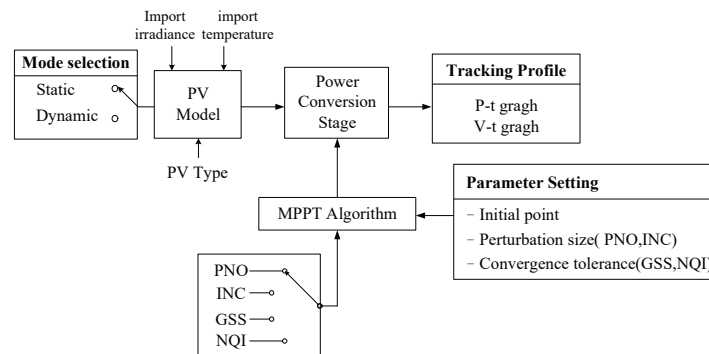 Import
irradiance
import
temperature
Mode selection
Static
Dynamic
PV
Model
PV Type
Power
Conversion
Stage
Tracking Profile
P-t gragh
V-t gragh
MPPT Algorithm
Parameter Setting
- Initial point
- Perturbation size( PNO,INC)
- Convergence tolerance(GSS,NQI)
PNO
INC
GSS
NQI